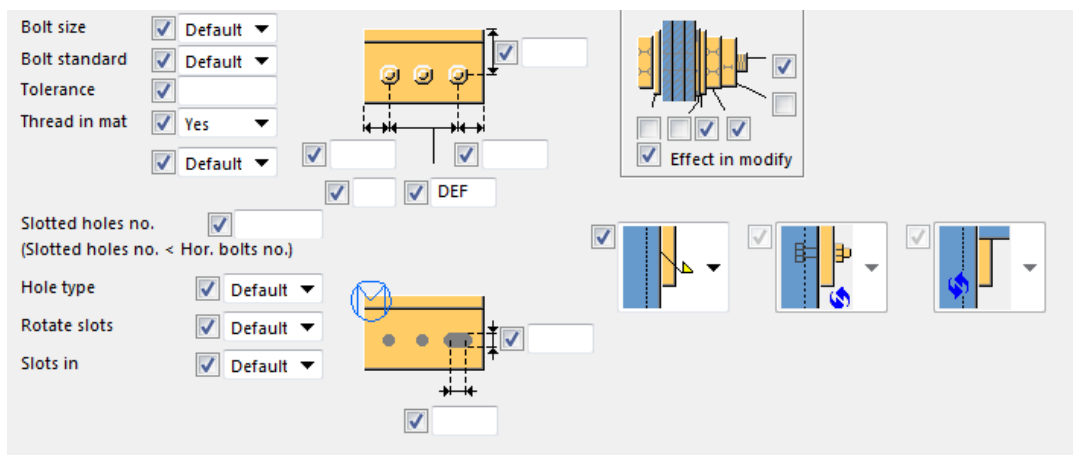 Bolt size Default
Bolt standard Default
Tolerance
Thread in mat Yes
Default
DEF
Effect in modify
Slotted holes no.
(Slotted holes no. < Hor. bolts no.)
Hole type Default
Rotate slots Default
Slots in Default